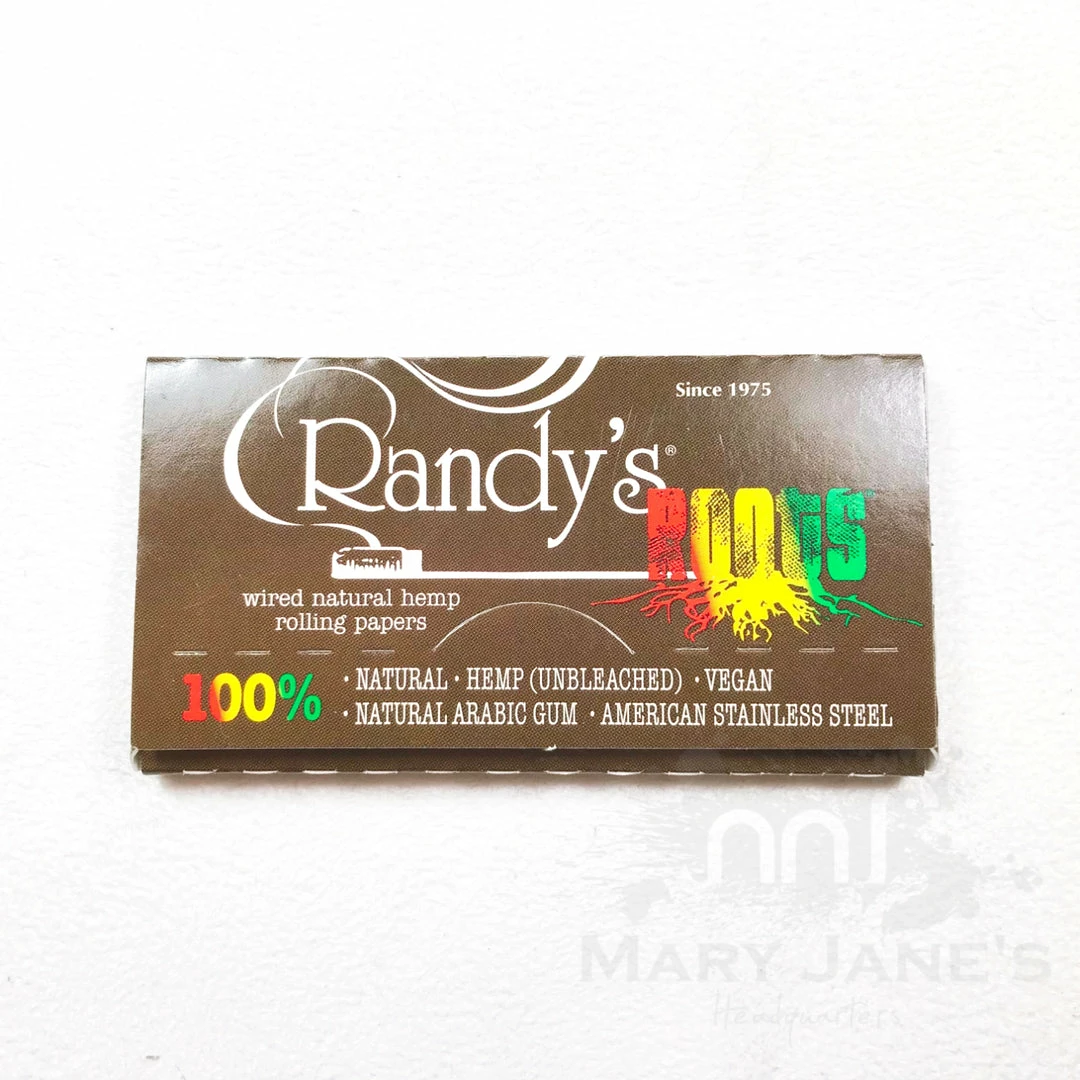 Since 1975
Randy's®
Roots
wired natural hemp
rolling papers
100%
· NATURAL · HEMP (UNBLEACHED) · VEGAN
· NATURAL ARABIC GUM · AMERICAN STAINLESS STEEL
MARY JANE'S
Headquarters